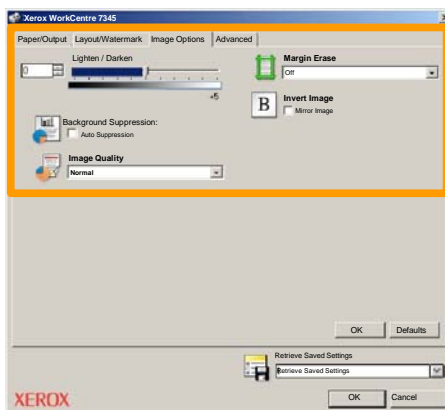 Xerox WorkCentre 7345
Paper/Output Layout/Watermark Image Options Advanced
Lighten / Darken
0
+5
Margin Erase
Off
B
Invert Image
Mirror Image
Background Suppression:
Auto Suppression
Image Quality
Normal
OK Defaults
Retrieve Saved Settings
Retrieve Saved Settings
XEROX
OK Cancel